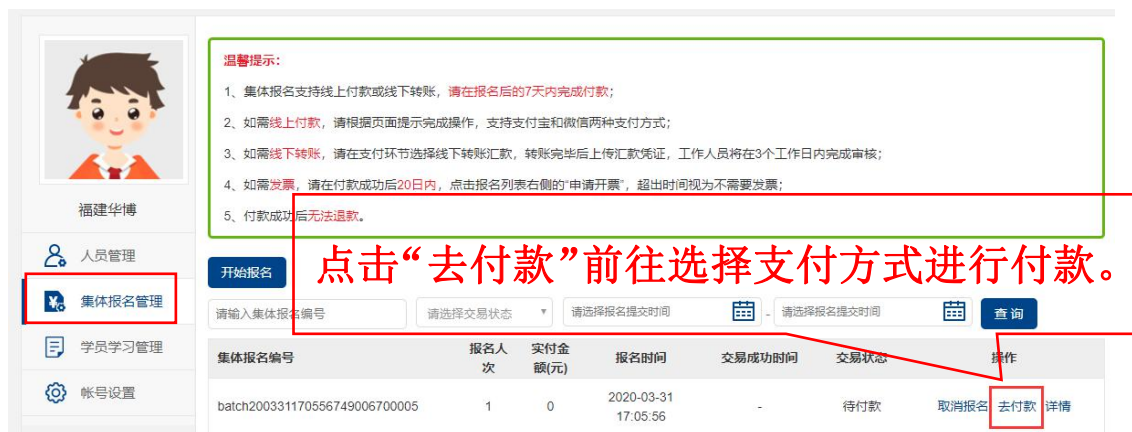 福建华博
人员管理
集体报名管理
学员学习管理
帐号设置
温馨提示：
1、集体报名支持线上付款或线下转账，请在报名后的7天内完成付款；
2、如需线上付款，请根据页面提示完成操作，支持支付宝和微信两种支付方式；
3、如需线下转账，请在支付环节选择线下转账汇款，转账完毕后上传汇款凭证，工作人员将在3个工作日内完成审核；
4、如需发票，请在付款成功后20日内，点击报名列表右侧的“申请开票”，超出时间视为不需要发票；
5、付款成功后无法退款。
点击“去付款”前往选择支付方式进行付款。
开始报名
请输入集体报名编号 请选择交易状态 请选择报名提交时间 - 请选择报名提交时间 查询
集体报名编号 报名人次 实付金额(元) 报名时间 交易成功时间 交易状态 操作
batch200331170556749006700005 1 0 2020-03-31 17:05:56 - 待付款 取消报名 去付款 详情